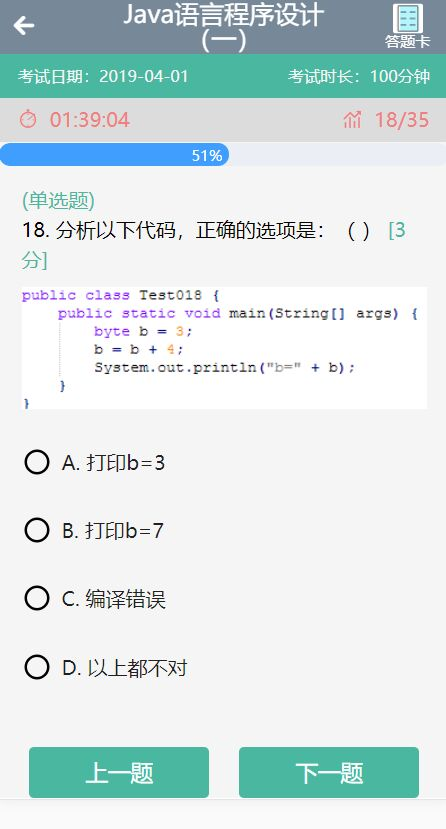 Java语言程序设计
(一)
答题卡
考试日期：2019-04-01
考试时长：100分钟
01:39:04
18/35
51%
(单选题)
18. 分析以下代码，正确的选项是：（ ） [3
分]
public class Test018 {
public static void main(String[] args) {
byte b = 3;
b = b + 4;
System.out.println("b=" + b);
}
}
A. 打印b=3
B. 打印b=7
C. 编译错误
D. 以上都不对
上一题
下一题